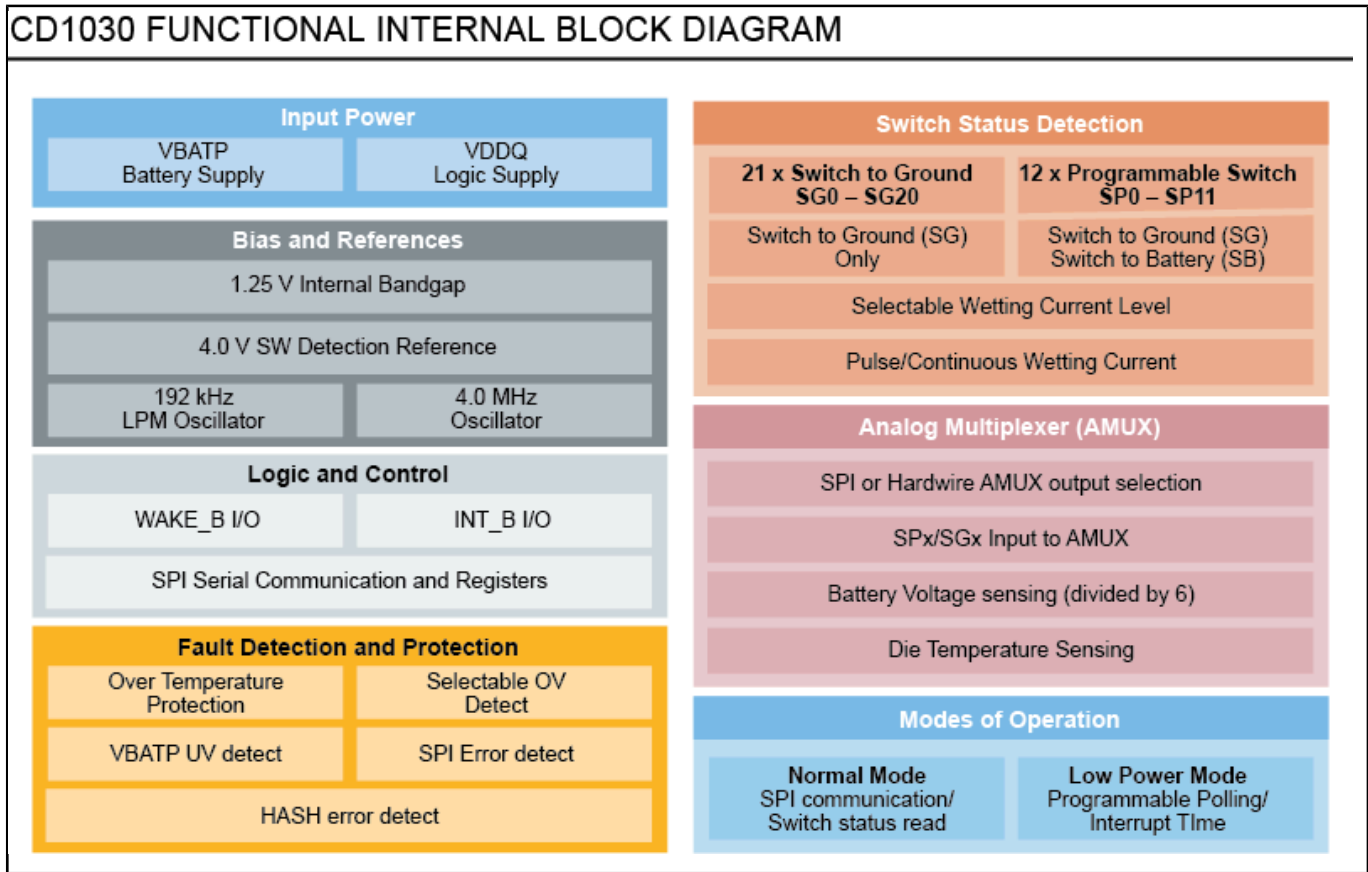 CD1030 FUNCTIONAL INTERNAL BLOCK DIAGRAM
Input Power
VBATP
Battery Supply
VDDQ
Logic Supply
Bias and References
1.25 V Internal Bandgap
4.0 V SW Detection Reference
192 kHz
LPM Oscillator
4.0 MHz
Oscillator
Logic and Control
WAKE_B I/O
INT_B I/O
SPI Serial Communication and Registers
Fault Detection and Protection
Over Temperature
Protection
Selectable OV
Detect
VBATP UV detect
SPI Error detect
HASH error detect
Switch Status Detection
21 x Switch to Ground
SG0 – SG20
12 x Programmable Switch
SP0 – SP11
Switch to Ground (SG)
Only
Switch to Ground (SG)
Switch to Battery (SB)
Selectable Wetting Current Level
Pulse/Continuous Wetting Current
Analog Multiplexer (AMUX)
SPI or Hardwire AMUX output selection
SPx/SGx Input to AMUX
Battery Voltage sensing (divided by 6)
Die Temperature Sensing
Modes of Operation
Normal Mode
SPI communication/
Switch status read
Low Power Mode
Programmable Polling/
Interrupt TIme